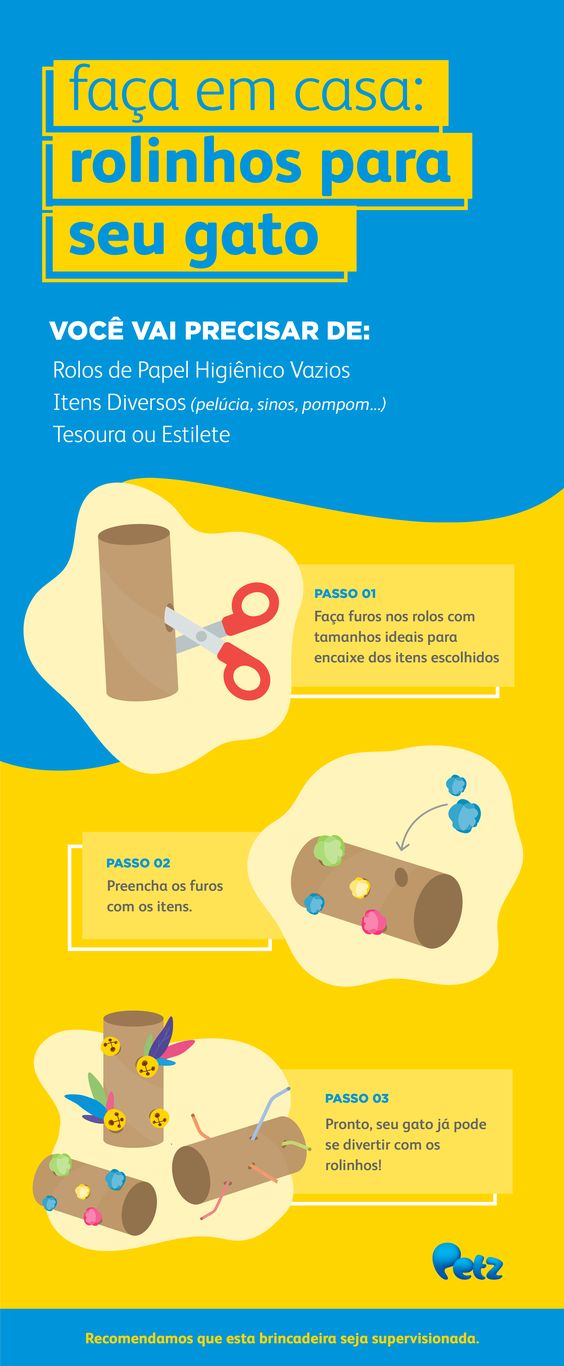 faça em casa:
rolinhos para
seu gato
VOCÊ VAI PRECISAR DE:
Rolos de Papel Higiênico Vazios
Itens Diversos (pelúcia, sinos, pompom...)
Tesoura ou Estilete
PASSO 01
Faça furos nos rolos com
tamanhos ideais para
encaixe dos itens escolhidos
PASSO 02
Preencha os furos
com os itens.
PASSO 03
Pronto, seu gato já pode
se divertir com os
rolinhos!
Petz
Recomendamos que esta brincadeira seja supervisionada.